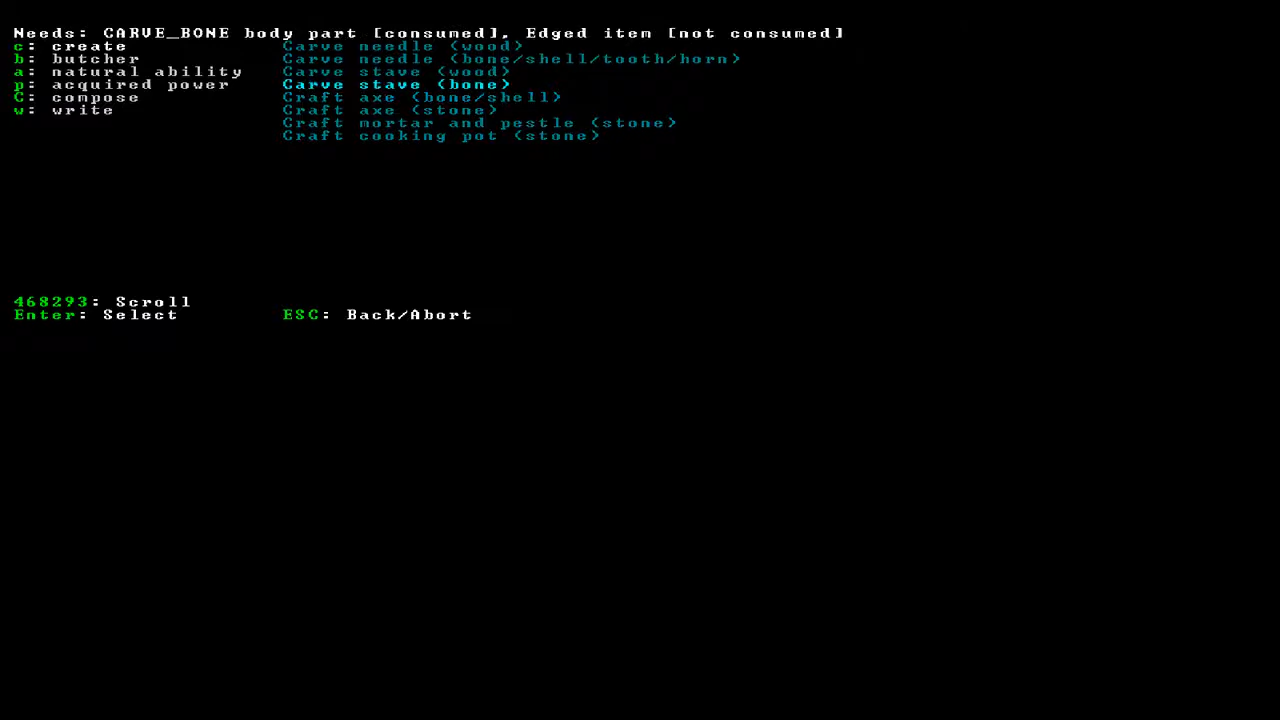 Needs: CARVE_BONE body part [consumed], Edged item [not consumed]
c: create Carve needle (wood)
b: butcher Carve needle (bone/shell/tooth/horn)
a: natural ability Carve stave (wood)
p: acquired power Carve stave (bone)
C: compose Craft axe (bone/shell)
w: write Craft axe (stone)
Craft mortar and pestle (stone)
Craft cooking pot (stone)
468293: Scroll
Enter: Select ESC: Back/Abort